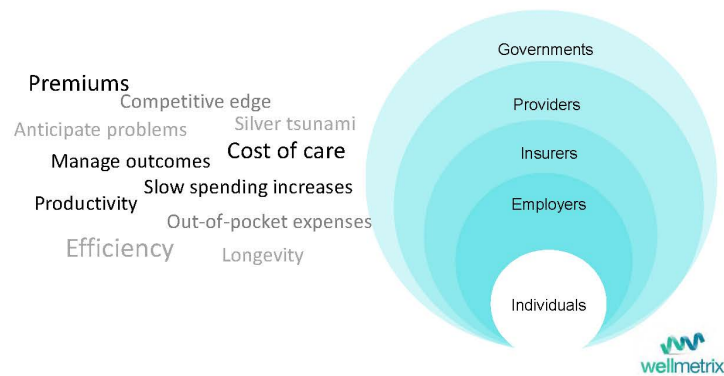 Premiums
Competitive edge
Anticipate problems
Silver tsunami
Manage outcomes
Cost of care
Slow spending increases
Productivity
Out-of-pocket expenses
Efficiency
Longevity
Governments
Providers
Insurers
Employers
Individuals
wellmetrix